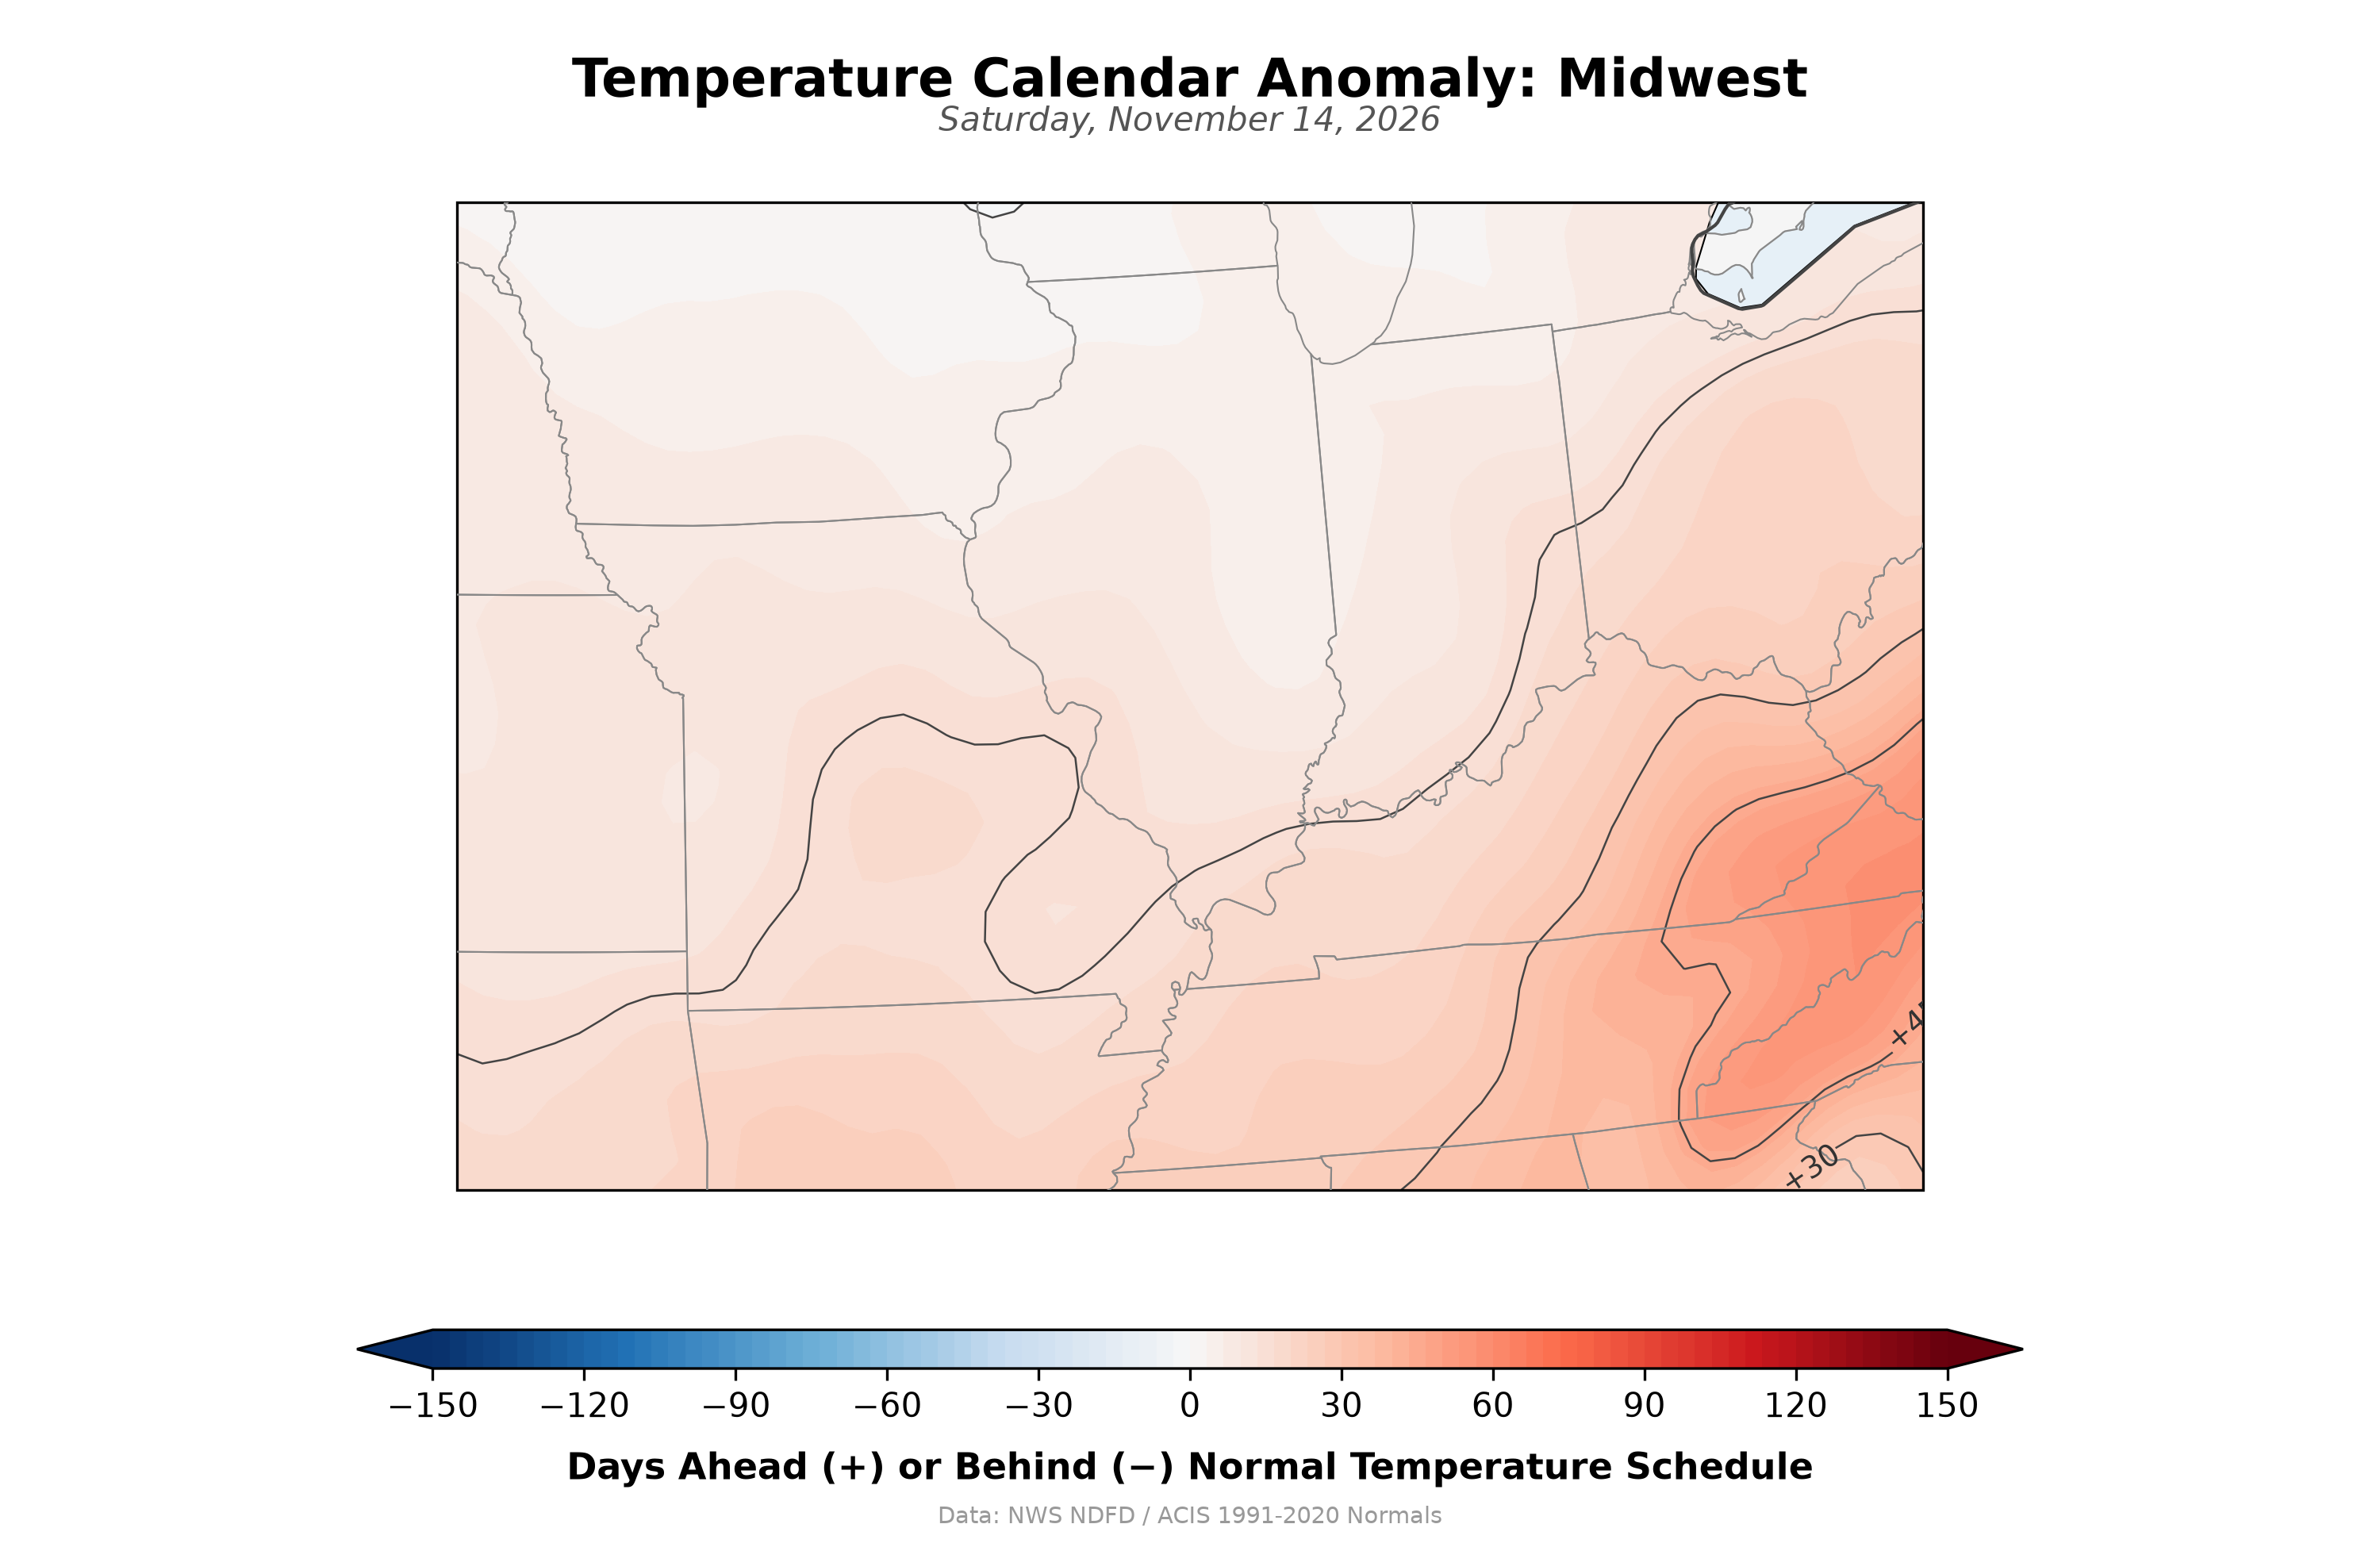 Temperature Calendar Anomaly: Midwest
Saturday, November 14, 2026
+30
−150 −120 −90 −60 −30 0 30 60 90 120 150
Days Ahead (+) or Behind (−) Normal Temperature Schedule
Data: NWS NDFD / ACIS 1991-2020 Normals